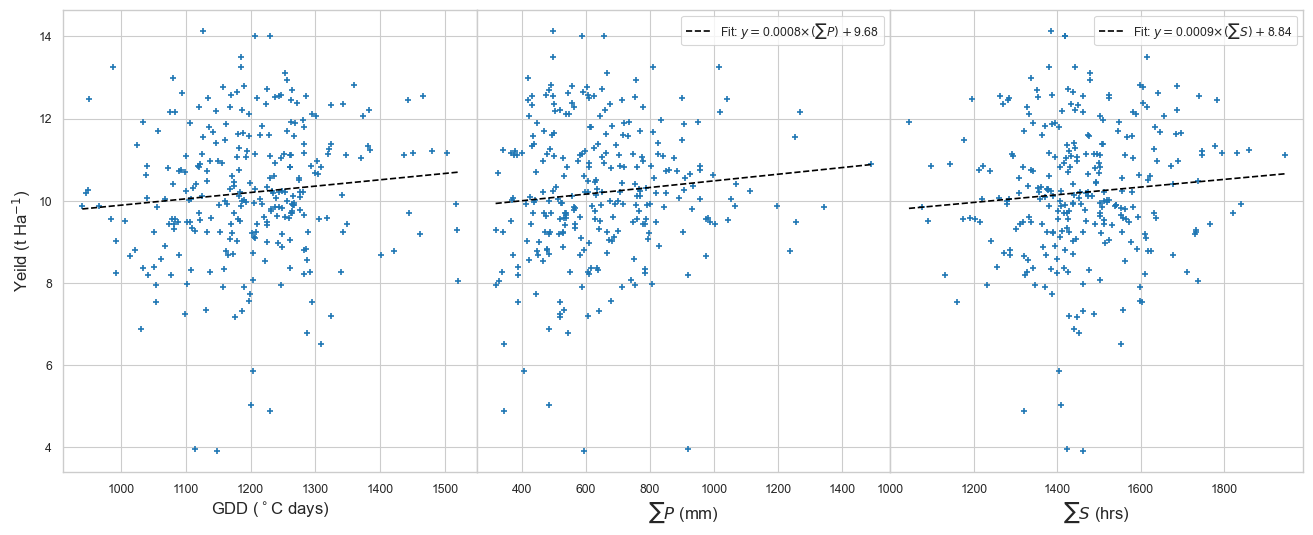 Fit: y = 0.0008×(∑P) + 9.68
Fit: y = 0.0009×(∑S) + 8.84
14
12
10
8
6
4
Yeild (t Ha⁻¹)
1000 1100 1200 1300 1400 1500
400 600 800 1000 1200 1400
1000 1200 1400 1600 1800
GDD (°C days)
∑P (mm)
∑S (hrs)